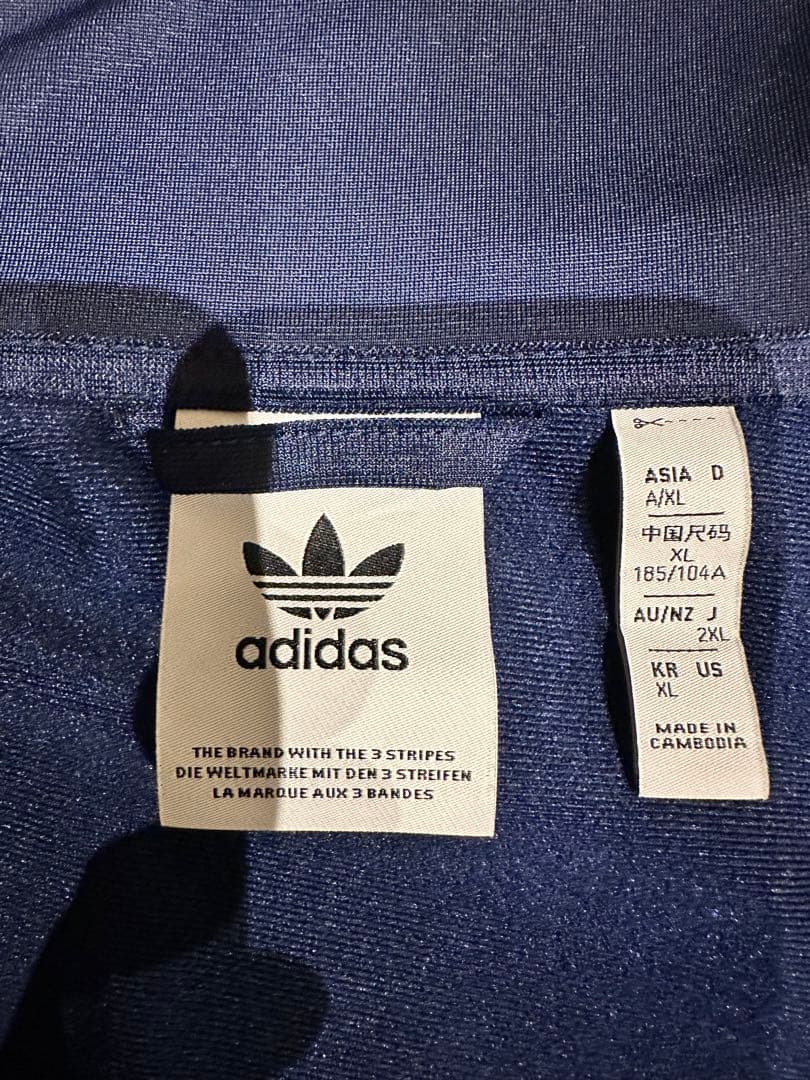 adidas
THE BRAND WITH THE 3 STRIPES
DIE WELTMARKE MIT DEN 3 STREIFEN
LA MARQUE AUX 3 BANDES
ASIA D
A/XL
中国尺码
XL
185/104A
AU/NZ J
2XL
KR US
XL
MADE IN
CAMBODIA